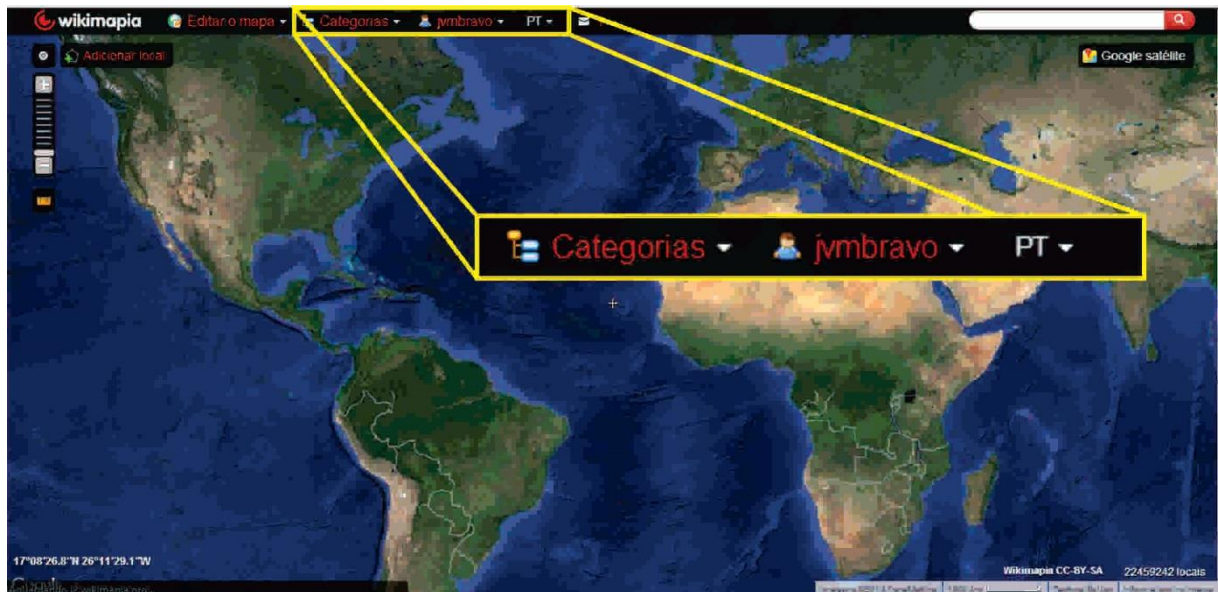 wikimapia Editar o mapa Categorias jvmbravo PT
Adicionar local
Google satélite
Categorias jvmbravo PT
17°08'26.8"N 26°11'29.1"W
Wikimapia CC-BY-SA 22459242 locais